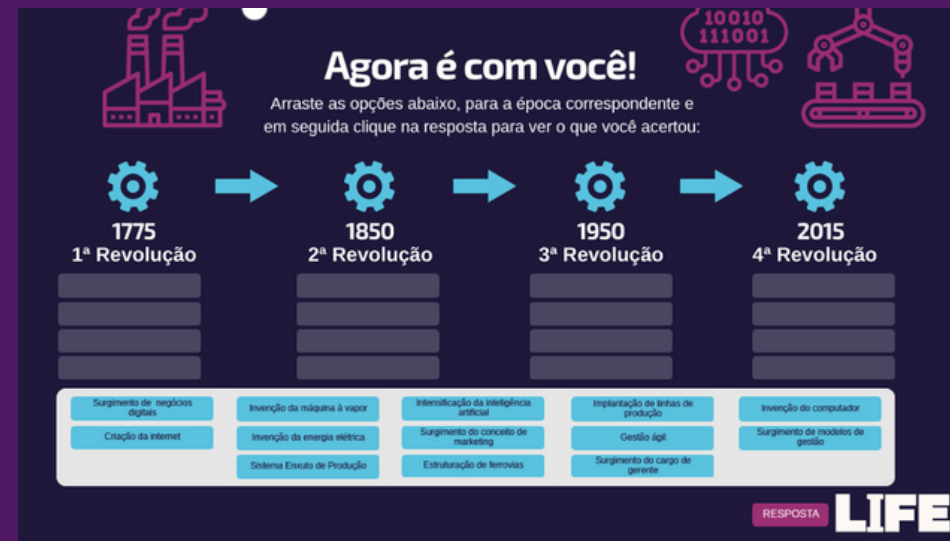 10010
111001
Agora é com você!
Arraste as opções abaixo, para a época correspondente e
em seguida clique na resposta para ver o que você acertou:
1775
1ª Revolução
1850
2ª Revolução
1950
3ª Revolução
2015
4ª Revolução
Surgimento de negócios
digitais
Criação da internet
Invenção da máquina à vapor
Invenção da energia elétrica
Sistema Enxuto de Produção
Intensificação da inteligência
artificial
Surgimento do conceito de
marketing
Estruturação de ferrovias
Implantação de linhas de
produção
Gestão ágil
Surgimento do cargo de
gerente
Invenção do computador
Surgimento de modelos de
gestão
RESPOSTA
LIFE